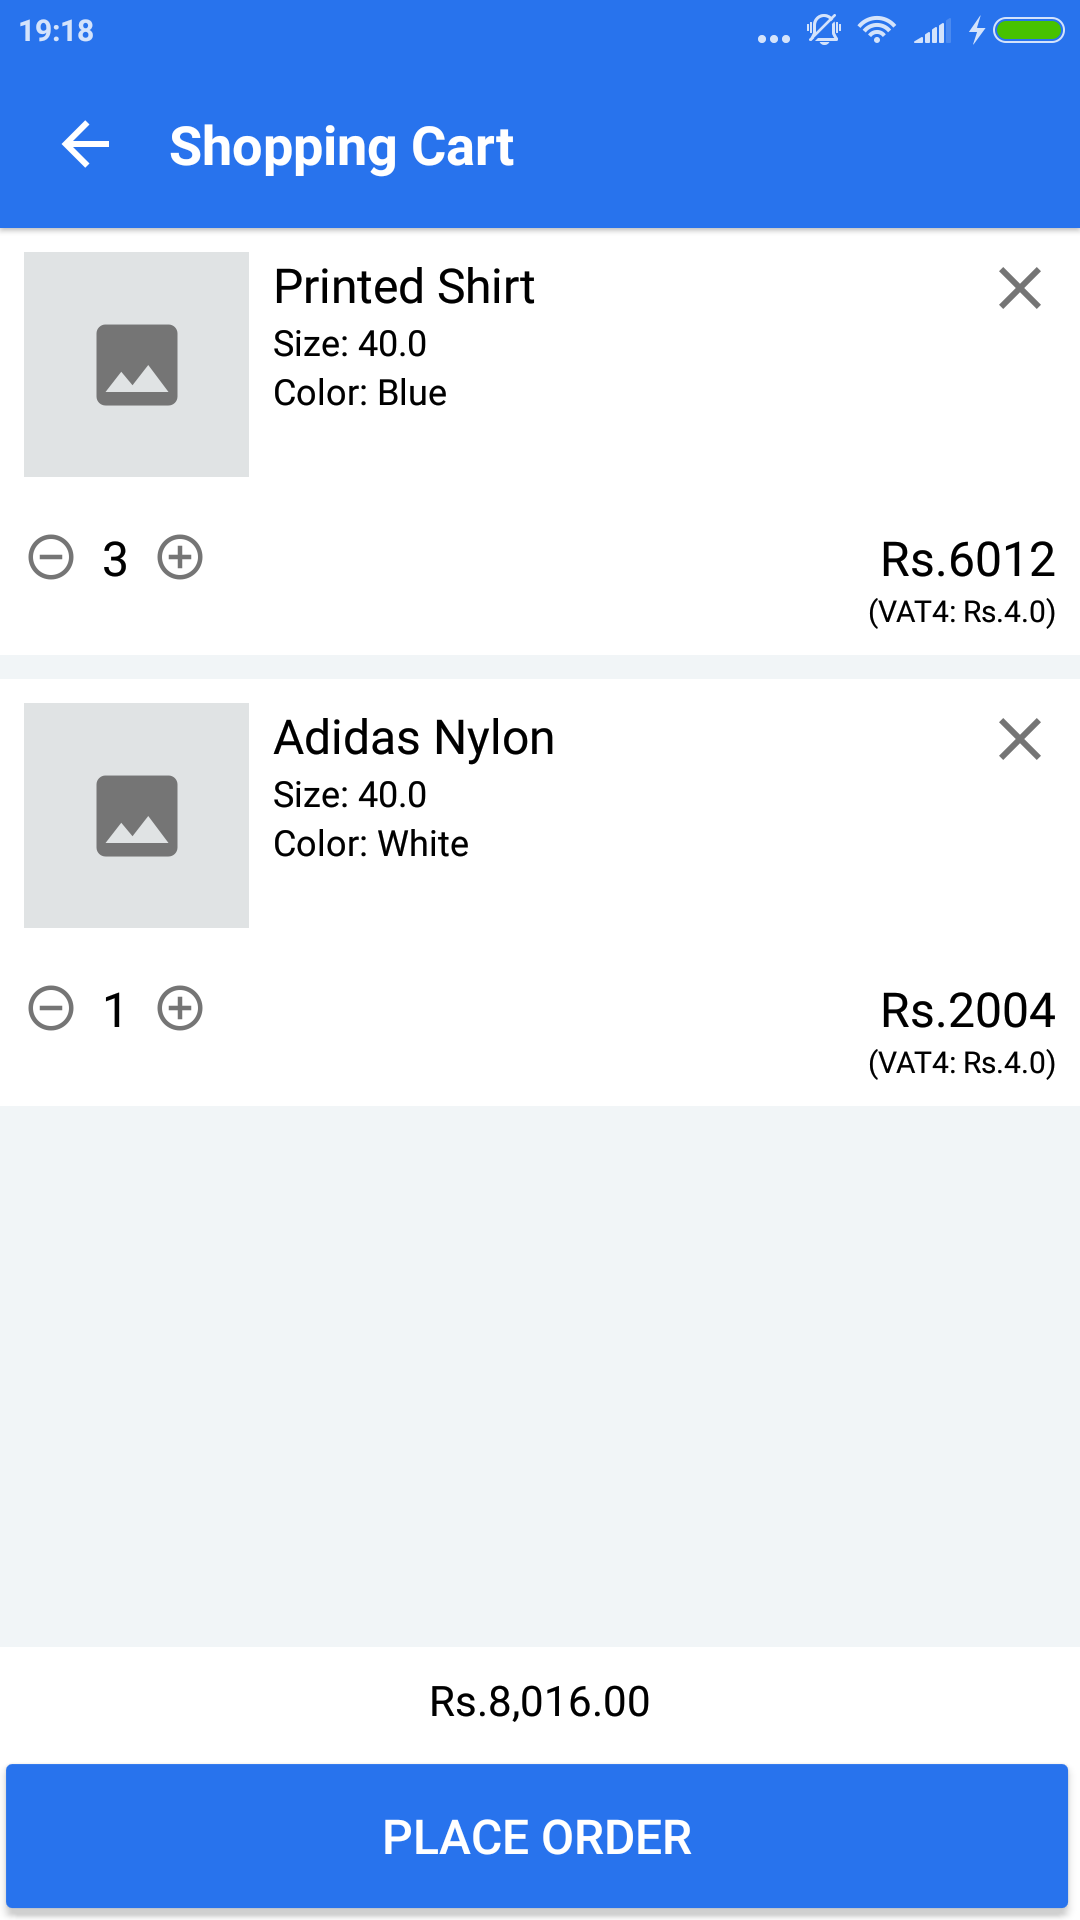 19:18
Shopping Cart
Printed Shirt
Size: 40.0
Color: Blue
3
Rs.6012
(VAT4: Rs.4.0)
Adidas Nylon
Size: 40.0
Color: White
1
Rs.2004
(VAT4: Rs.4.0)
Rs.8,016.00
PLACE ORDER